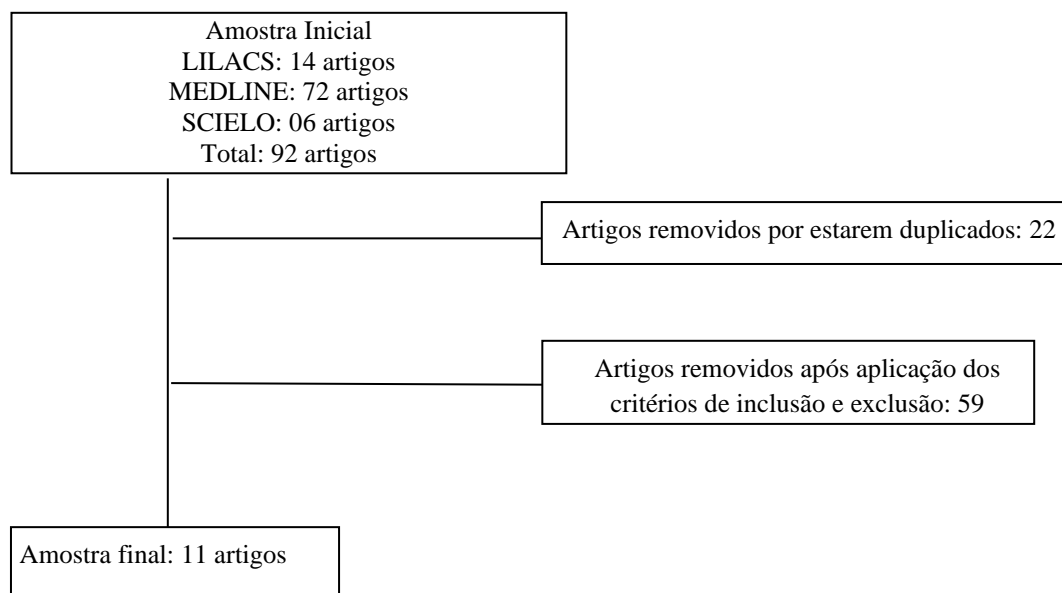 Amostra Inicial
LILACS: 14 artigos
MEDLINE: 72 artigos
SCIELO: 06 artigos
Total: 92 artigos
Artigos removidos por estarem duplicados: 22
Artigos removidos após aplicação dos
critérios de inclusão e exclusão: 59
Amostra final: 11 artigos